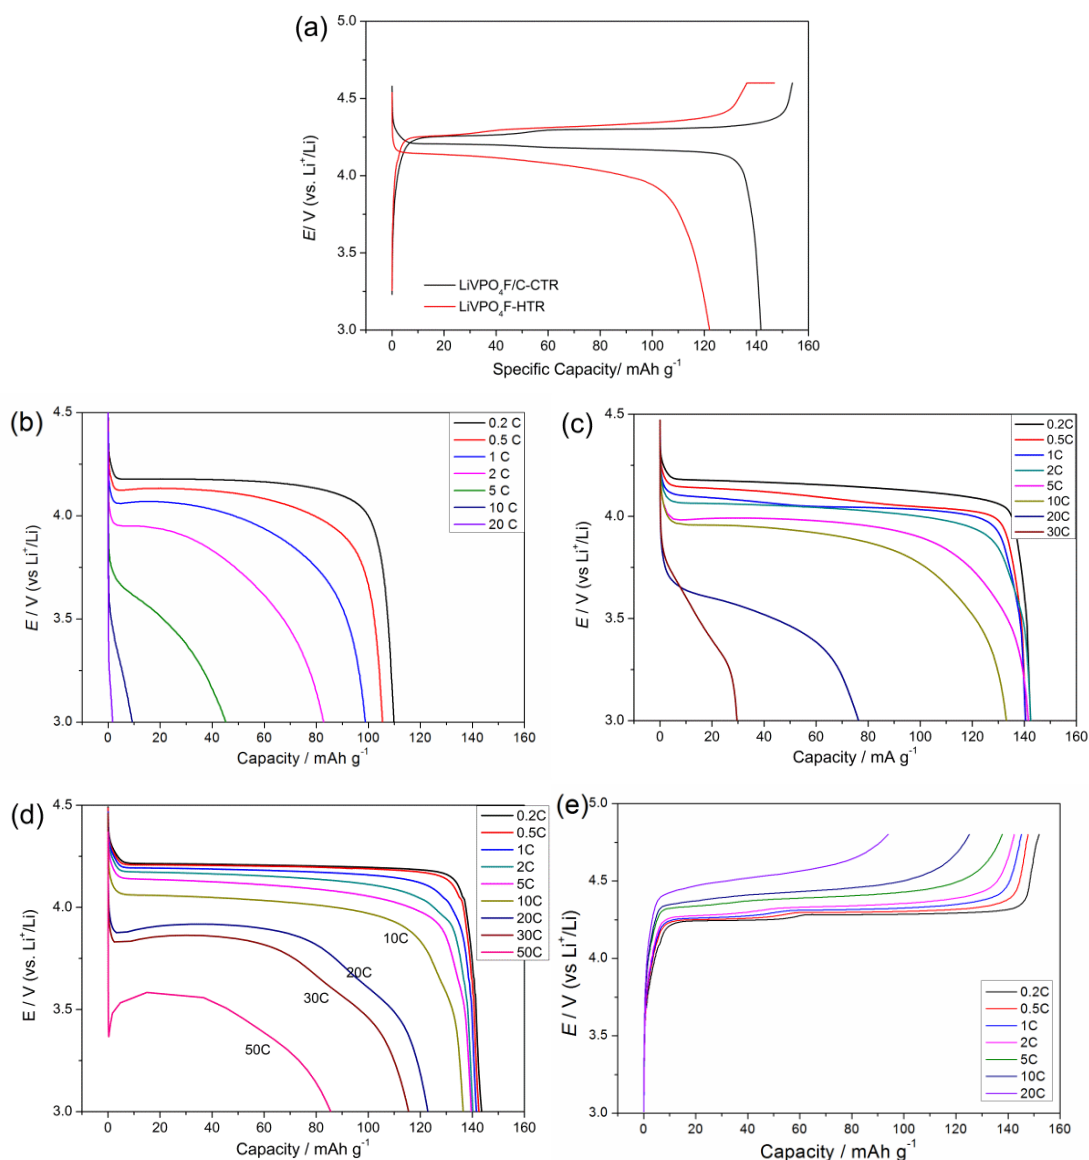 (a)
5.0
4.5
4.0
3.5
3.0
E/ V (vs. Li⁺/Li)
LiVPO₄F/C-CTR
LiVPO₄F-HTR
0 20 40 60 80 100 120 140 160
Specific Capacity/ mAh g⁻¹
(b)
4.5
4.0
3.5
3.0
E / V (vs Li⁺/Li)
0.2 C
0.5 C
1 C
2 C
5 C
10 C
20 C
0 20 40 60 80 100 120 140 160
Capacity / mAh g⁻¹
(c)
4.5
4.0
3.5
3.0
E / V (vs Li⁺/Li)
0.2C
0.5C
1C
2C
5C
10C
20C
30C
0 20 40 60 80 100 120 140 160
Capacity / mA g⁻¹
(d)
4.5
4.0
3.5
3.0
E / V (vs. Li⁺/Li)
0.2C
0.5C
1C
2C
5C
10C
20C
30C
50C
10C
20C
30C
50C
0 20 40 60 80 100 120 140 160
Capacity / mAh g⁻¹
(e)
5.0
4.5
4.0
3.5
3.0
E / V (vs Li⁺/Li)
0.2C
0.5C
1C
2C
5C
10C
20C
0 20 40 60 80 100 120 140 160
Capacity / mAh g⁻¹